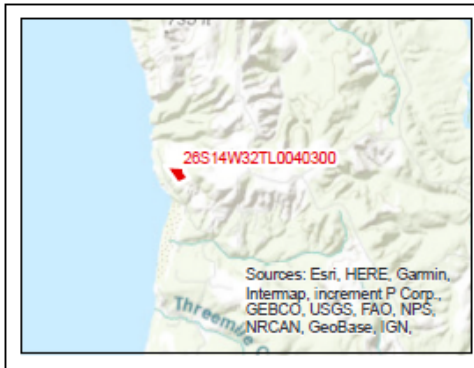 26S14W32TL0040300
Sources: Esri, HERE, Garmin,
Intermap, increment P Corp.,
GEBCO, USGS, FAO, NPS,
NRCAN, GeoBase, IGN,
Threemile